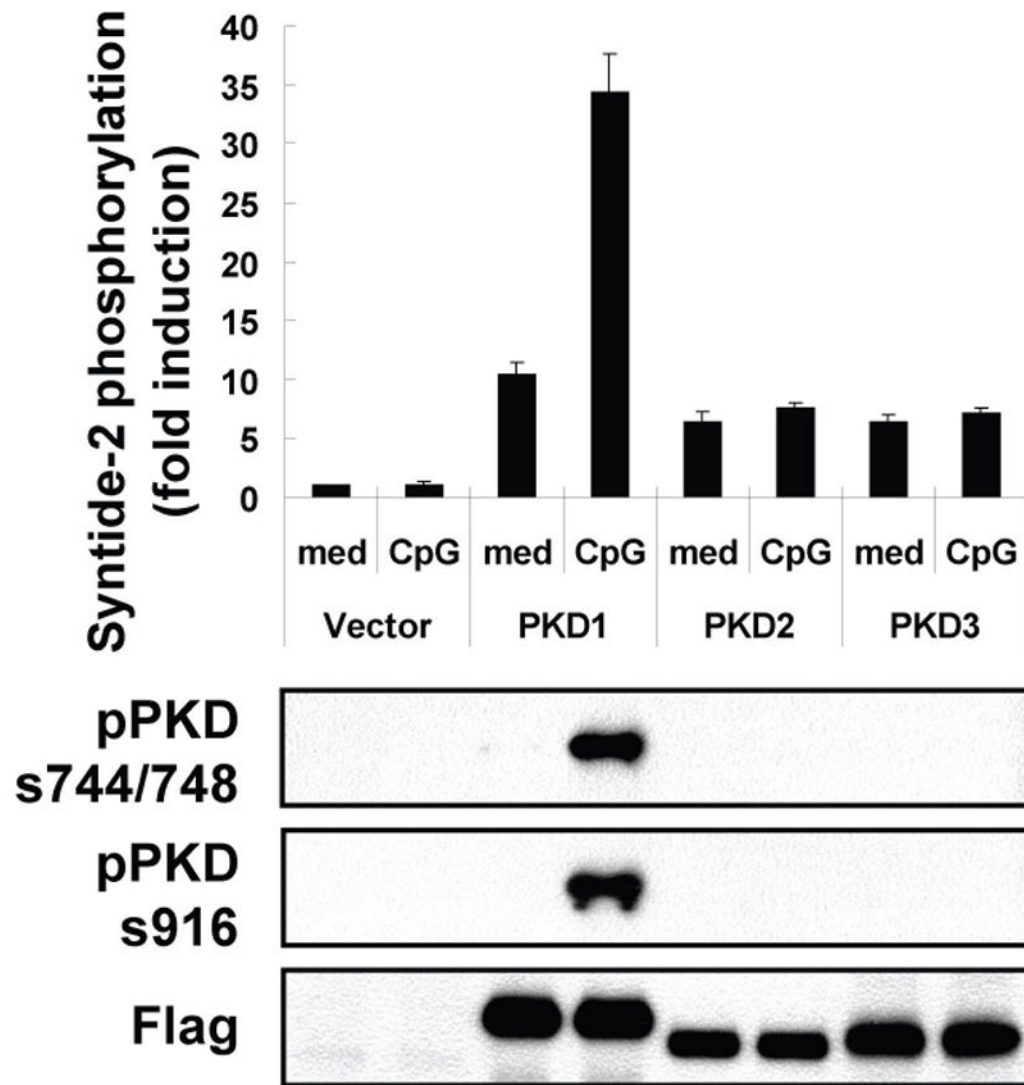 Syntide-2 phosphorylation
(fold induction)
40
35
30
25
20
15
10
5
0
med CpG med CpG med CpG med CpG
Vector PKD1 PKD2 PKD3
pPKD
s744/748
pPKD
s916
Flag